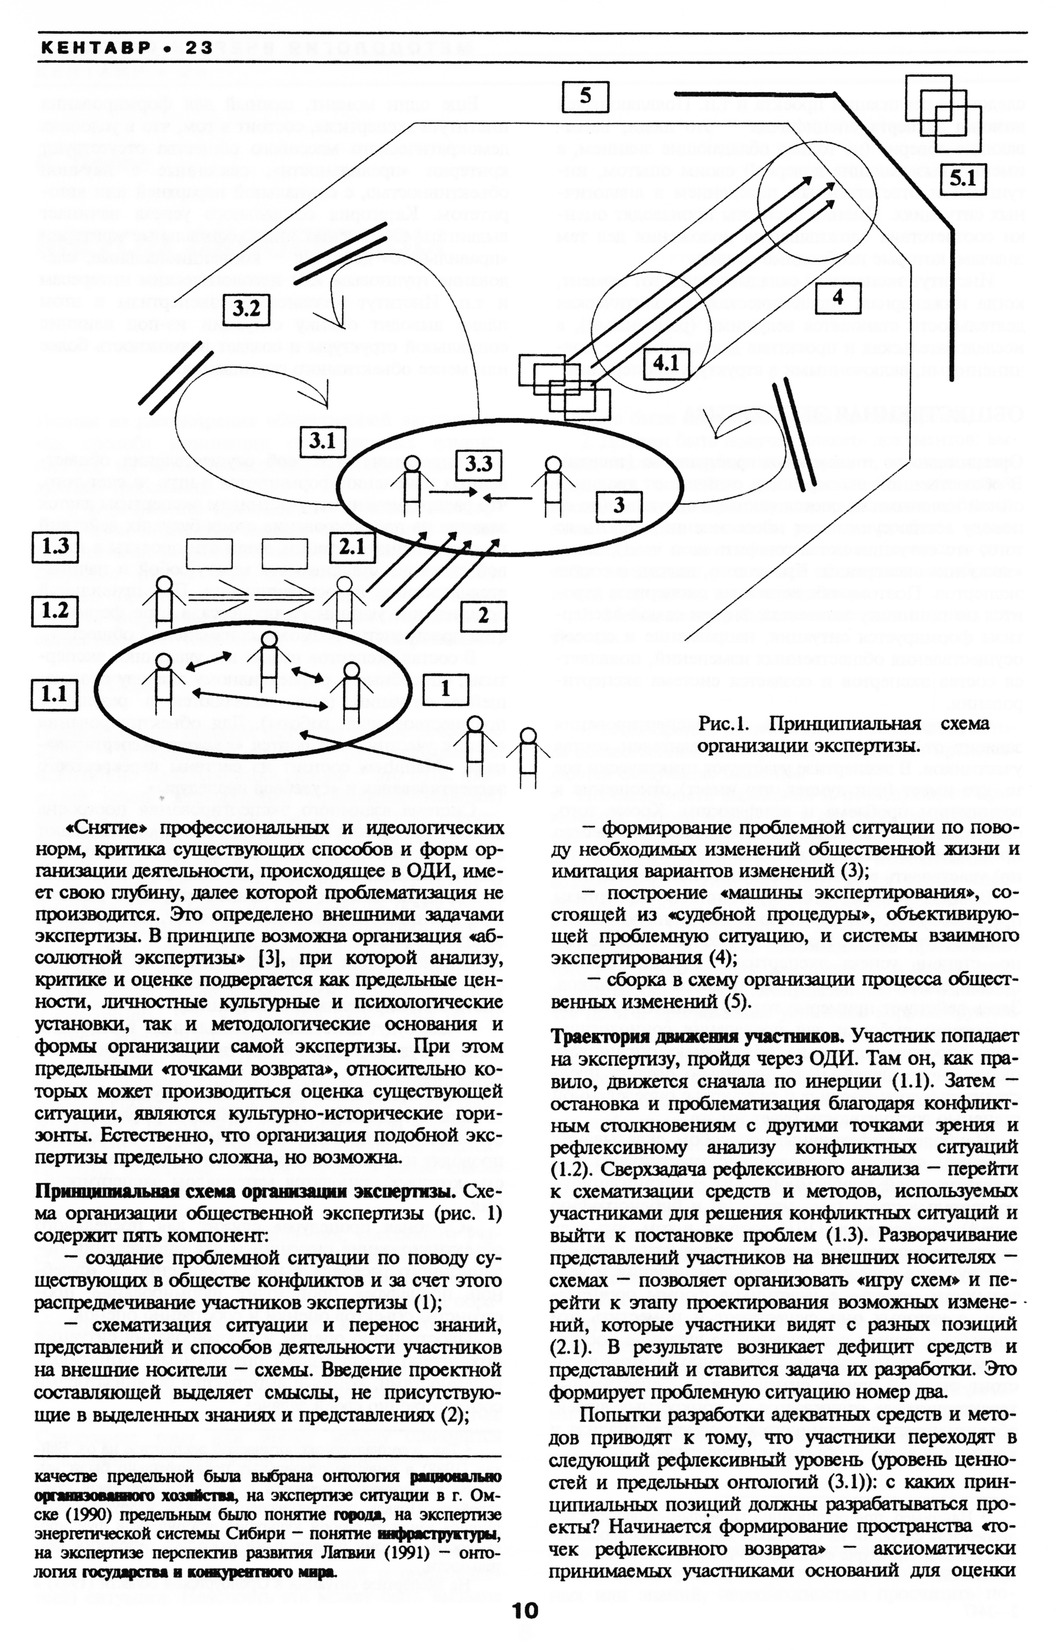 КЕНТАВР • 23
5
5.1
3.2
4
4.1
3.1
3.3
3
1.3
2.1
1.2
2
1.1
1
Рис.1. Принципиальная схема
организации экспертизы.
«Снятие» профессиональных и идеологических
норм, критика существующих способов и форм ор-
ганизации деятельности, происходящее в ОДИ, име-
ет свою глубину, далее которой проблематизация не
производится. Это определено внешними задачами
экспертизы. В принципе возможна организация «аб-
солютной экспертизы» [3], при которой анализу,
критике и оценке подвергается как предельные цен-
ности, личностные культурные и психологические
установки, так и методологические основания и
формы организации самой экспертизы. При этом
предельными «точками возврата», относительно ко-
торых может производиться оценка существующей
ситуации, являются культурно-исторические гори-
зонты. Естественно, что организация подобной экс-
пертизы предельно сложна, но возможна.
Принципиальная схема организации экспертизы. Схе-
ма организации общественной экспертизы (рис. 1)
содержит пять компонент:
— создание проблемной ситуации по поводу су-
ществующих в обществе конфликтов и за счет этого
распредмечивание участников экспертизы (1);
— схематизация ситуации и перенос знаний,
представлений и способов деятельности участников
на внешние носители — схемы. Введение проектной
составляющей выделяет смыслы, не присутствую-
щие в выделенных знаниях и представлениях (2);
качестве предельной была выбрана онтология рационально
организованного хозяйства, на экспертизе ситуации в г. Ом-
ске (1990) предельным было понятие города, на экспертизе
энергетической системы Сибири — понятие инфраструктуры,
на экспертизе перспектив развития Латвии (1991) — онто-
логия государства и конкурентного мира.
— формирование проблемной ситуации по пово-
ду необходимых изменений общественной жизни и
имитация вариантов изменений (3);
— построение «машины экспертирования», со-
стоящей из «судебной процедуры», объективирую-
щей проблемную ситуацию, и системы взаимного
экспертирования (4);
— сборка в схему организации процесса общест-
венных изменений (5).
Траектория движения участников. Участник попадает
на экспертизу, пройдя через ОДИ. Там он, как пра-
вило, движется сначала по инерции (1.1). Затем —
остановка и проблематизация благодаря конфликт-
ным столкновениям с другими точками зрения и
рефлексивному анализу конфликтных ситуаций
(1.2). Сверхзадача рефлексивного анализа — перейти
к схематизации средств и методов, используемых
участниками для решения конфликтных ситуаций и
выйти к постановке проблем (1.3). Разворачивание
представлений участников на внешних носителях —
схемах — позволяет организовать «игру схем» и пе-
рейти к этапу проектирования возможных измене-
ний, которые участники видят с разных позиций
(2.1). В результате возникает дефицит средств и
представлений и ставится задача их разработки. Это
формирует проблемную ситуацию номер два.
Попытки разработки адекватных средств и мето-
дов приводят к тому, что участники переходят в
следующий рефлексивный уровень (уровень ценно-
стей и предельных онтологий (3.1)): с каких прин-
ципиальных позиций должны разрабатываться про-
екты? Начинается формирование пространства «то-
чек рефлексивного возврата» — аксиоматически
принимаемых участниками оснований для оценки
10